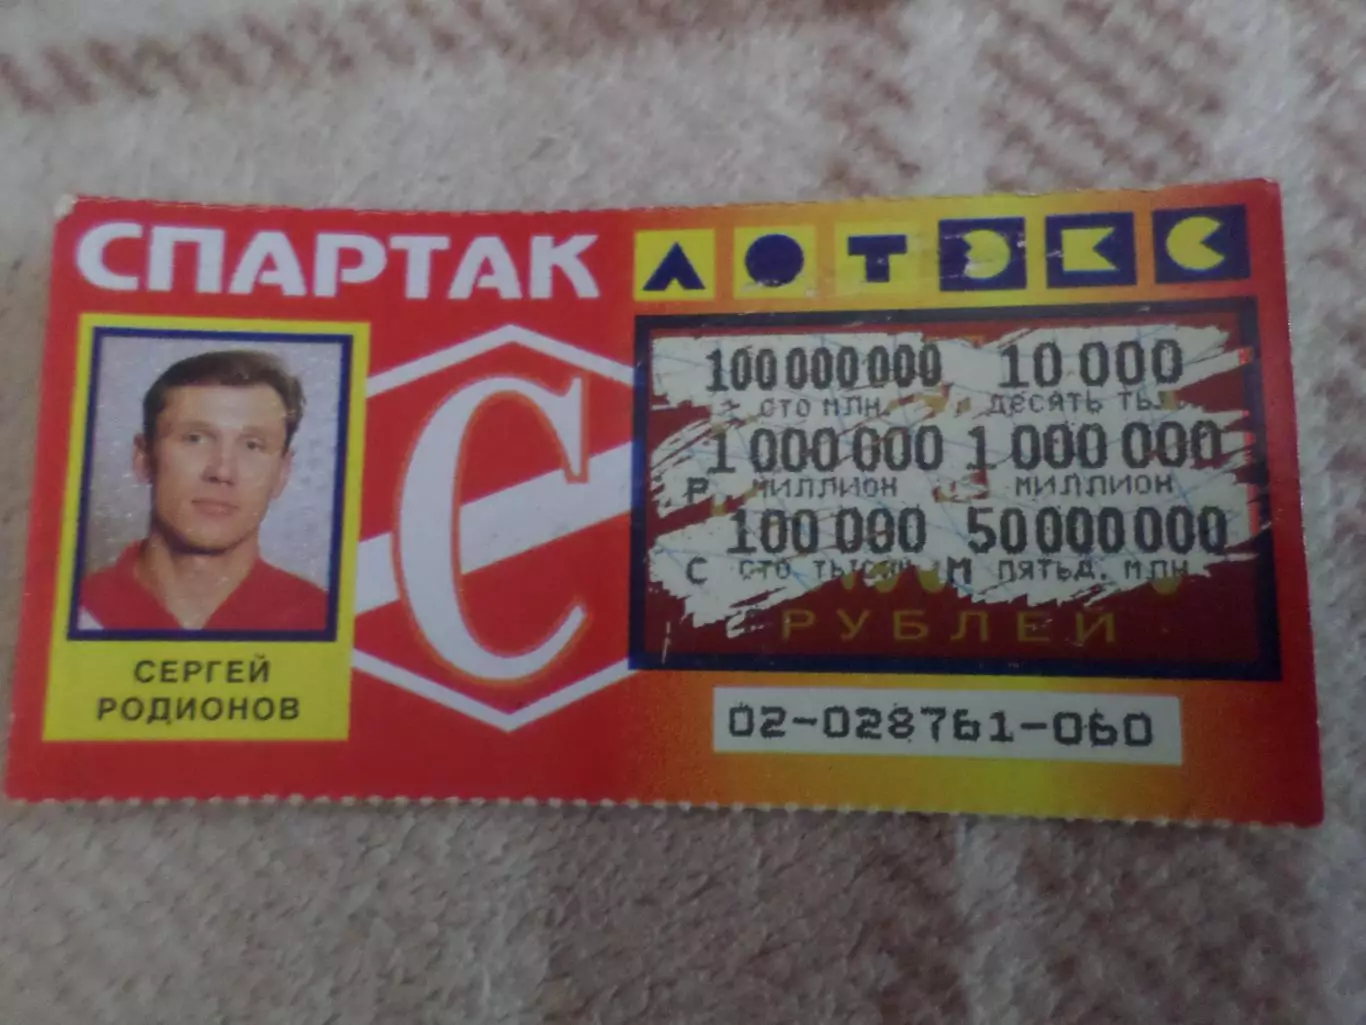 СПАРТАК ЛОТЭКС
С
СЕРГЕЙ
РОДИОНОВ
100 000 000 10 000
СТО МЛН. ДЕСЯТЬ
1 000 000 1 000 000
Р МИЛЛИОН МИЛЛИОН
100 000 50 000 000
С СТО М ПЯТЬД. МЛН
РУБЛЕЙ
02-028761-060